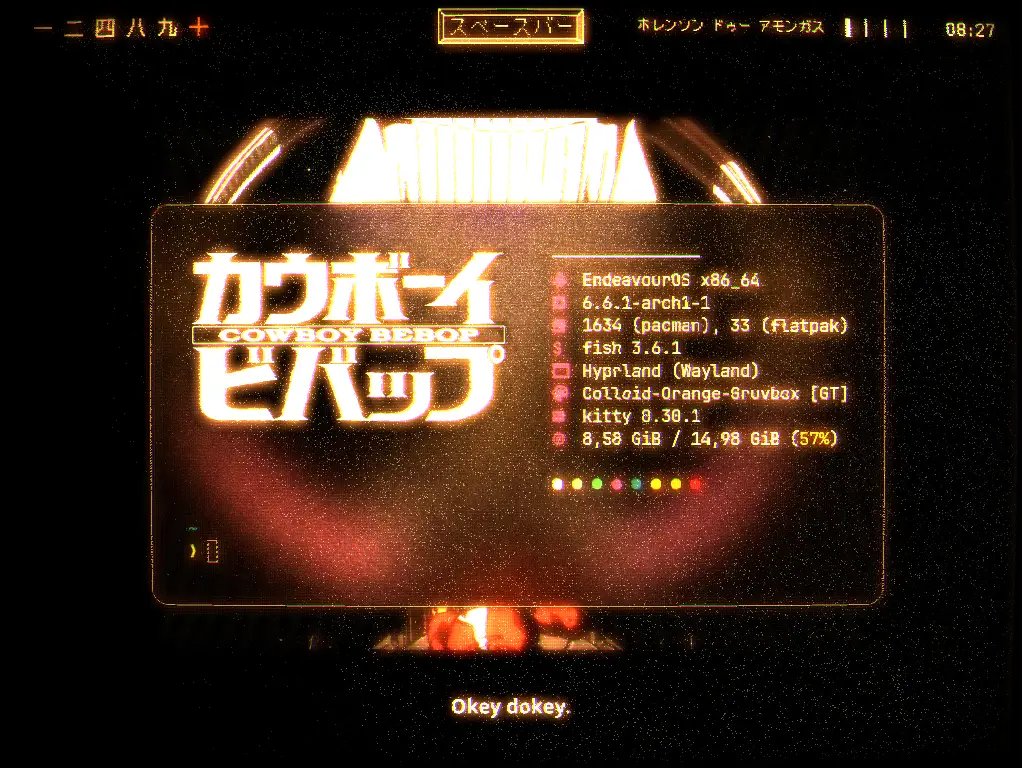 一 二 四 八 九 十
スペースバー
ホレンソン ドゥー アモンガス
08:27
カウボーイ
COWBOY BEBOP
ビバップ
EndeavourOS x86_64
6.6.1-arch1-1
1634 (pacman), 33 (flatpak)
fish 3.6.1
Hyprland (Wayland)
Colloid-Orange-Gruvbox [GT]
kitty 0.30.1
8,58 GiB / 14,98 GiB (57%)
~
❯
Okey dokey.